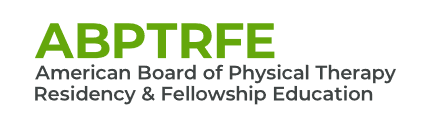 ABPTRFE
American Board of Physical Therapy
Residency & Fellowship Education